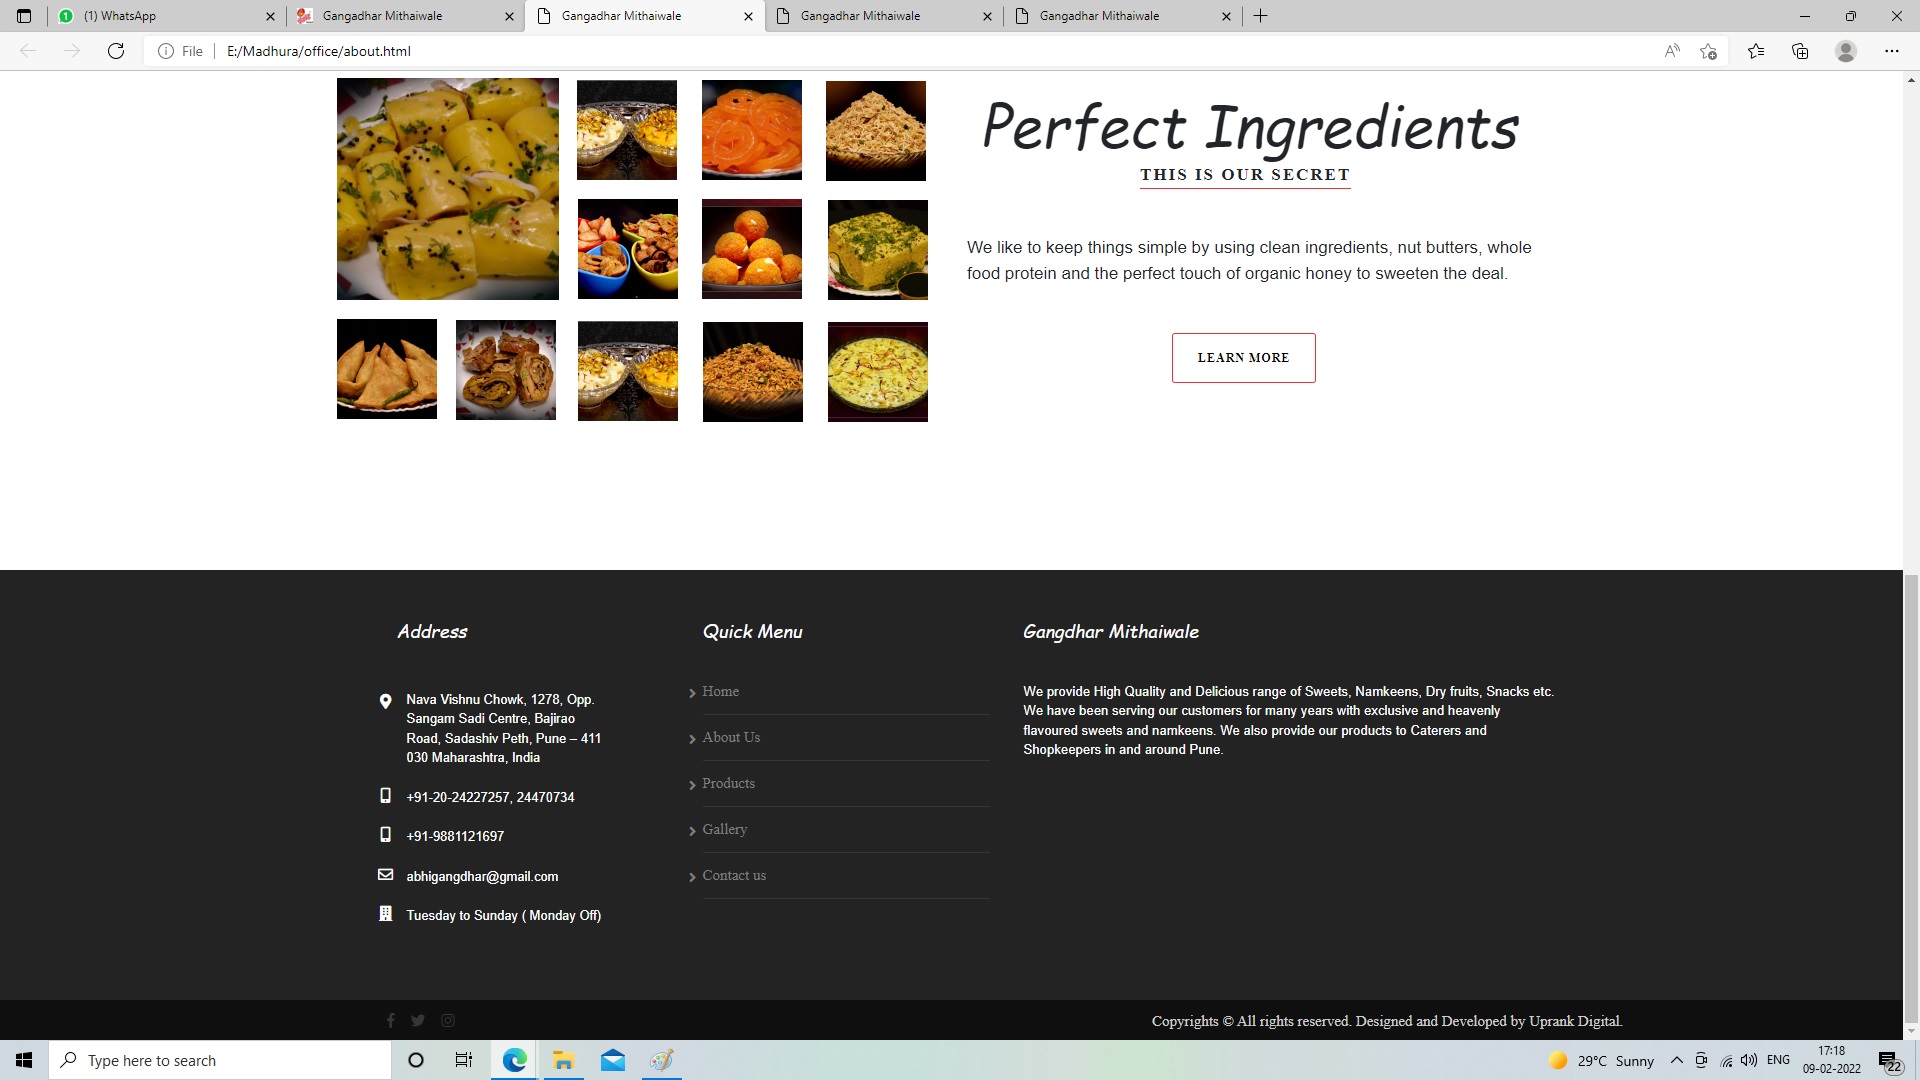 (1) WhatsApp
Gangadhar Mithaiwale
Gangadhar Mithaiwale
Gangadhar Mithaiwale
Gangadhar Mithaiwale
File
E:/Madhura/office/about.html
Perfect Ingredients
THIS IS OUR SECRET
We like to keep things simple by using clean ingredients, nut butters, whole
food protein and the perfect touch of organic honey to sweeten the deal.
LEARN MORE
Address
Nava Vishnu Chowk, 1278, Opp.
Sangam Sadi Centre, Bajirao
Road, Sadashiv Peth, Pune – 411
030 Maharashtra, India
+91-20-24227257, 24470734
+91-9881121697
abhigangdhar@gmail.com
Tuesday to Sunday ( Monday Off)
Quick Menu
Home
About Us
Products
Gallery
Contact us
Gangdhar Mithaiwale
We provide High Quality and Delicious range of Sweets, Namkeens, Dry fruits, Snacks etc.
We have been serving our customers for many years with exclusive and heavenly
flavoured sweets and namkeens. We also provide our products to Caterers and
Shopkeepers in and around Pune.
Copyrights © All rights reserved. Designed and Developed by Uprank Digital.
Type here to search
29°C Sunny
ENG
17:18
09-02-2022
22